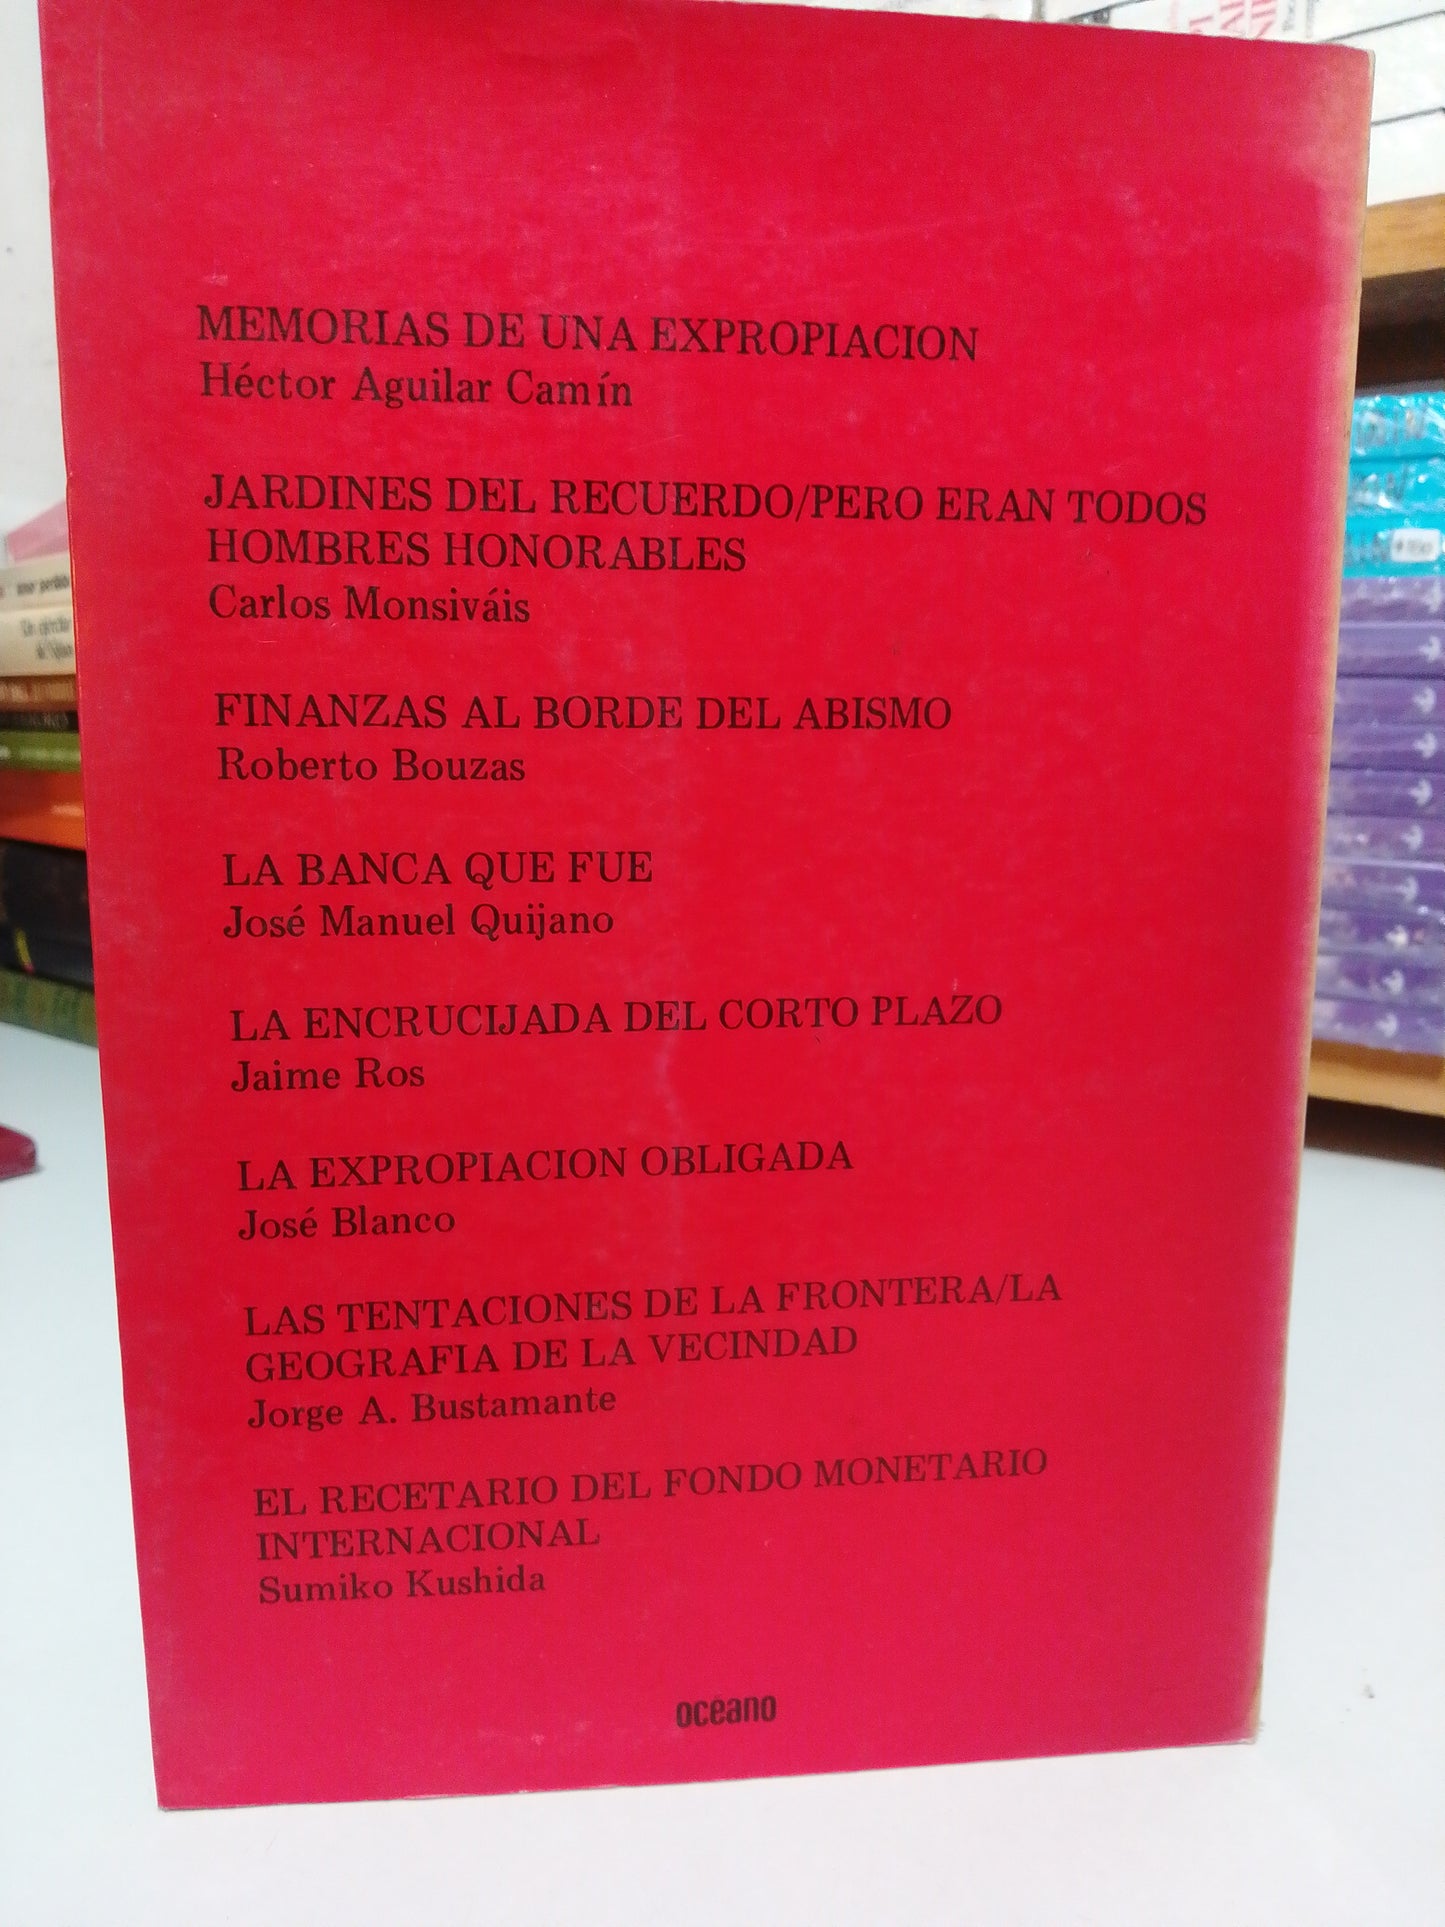 MEMORIAS DE UNA EXPROPIACION
Héctor Aguilar Camín
JARDINES DEL RECUERDO/PERO ERAN TODOS
HOMBRES HONORABLES
Carlos Monsiváis
FINANZAS AL BORDE DEL ABISMO
Roberto Bouzas
LA BANCA QUE FUE
José Manuel Quijano
LA ENCRUCIJADA DEL CORTO PLAZO
Jaime Ros
LA EXPROPIACION OBLIGADA
José Blanco
LAS TENTACIONES DE LA FRONTERA/LA
GEOGRAFIA DE LA VECINDAD
Jorge A. Bustamante
EL RECETARIO DEL FONDO MONETARIO
INTERNACIONAL
Sumiko Kushida
oceano